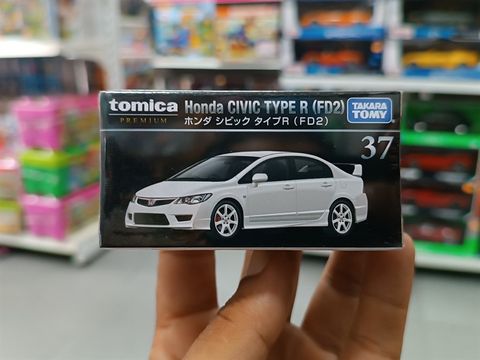 tomica
PREMIUM
Honda CIVIC TYPE R (FD2)
ホンダ シビック タイプR (FD2)
TAKARA
TOMY
37